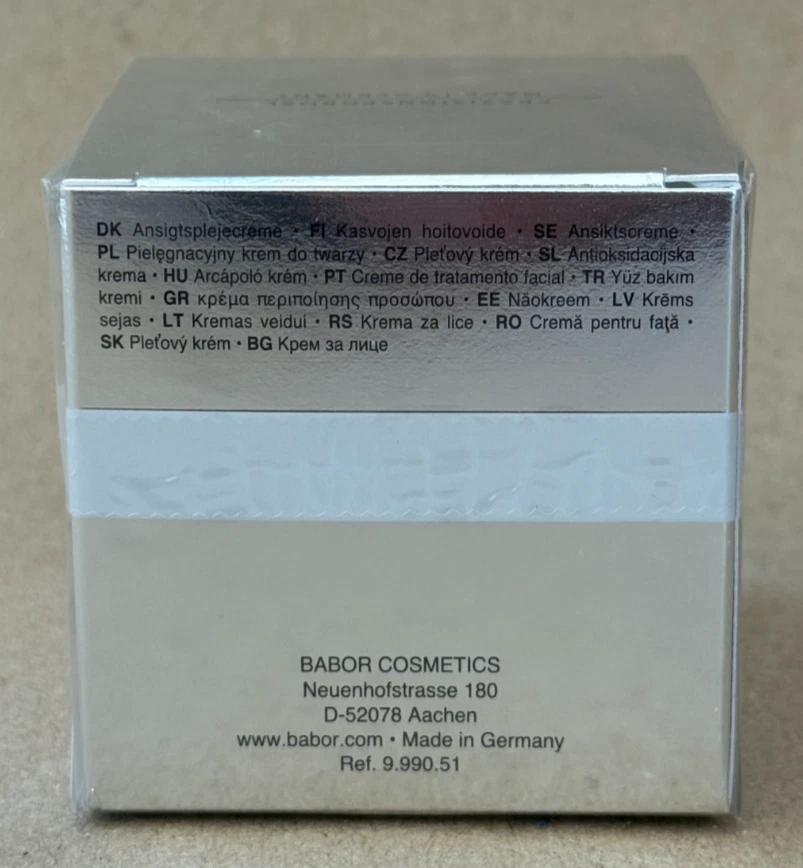 DK Ansigtsplejecreme • FI Kasvojen hoitovoide • SE Ansiktscreme •
PL Pielęgnacyjny krem do twarzy • CZ Pleťový krém • SL Antioksidacijska
krema • HU Arcápoló krém • PT Creme de tratamento facial • TR Yüz bakım
kremi • GR κρέμα περιποίησης προσώπου • EE Näokreem • LV Krēms
sejas • LT Kremas veidui • RS Krema za lice • RO Cremă pentru faţă •
SK Pleťový krém • BG Крем за лице
BABOR COSMETICS
Neuenhofstrasse 180
D-52078 Aachen
www.babor.com • Made in Germany
Ref. 9.990.51